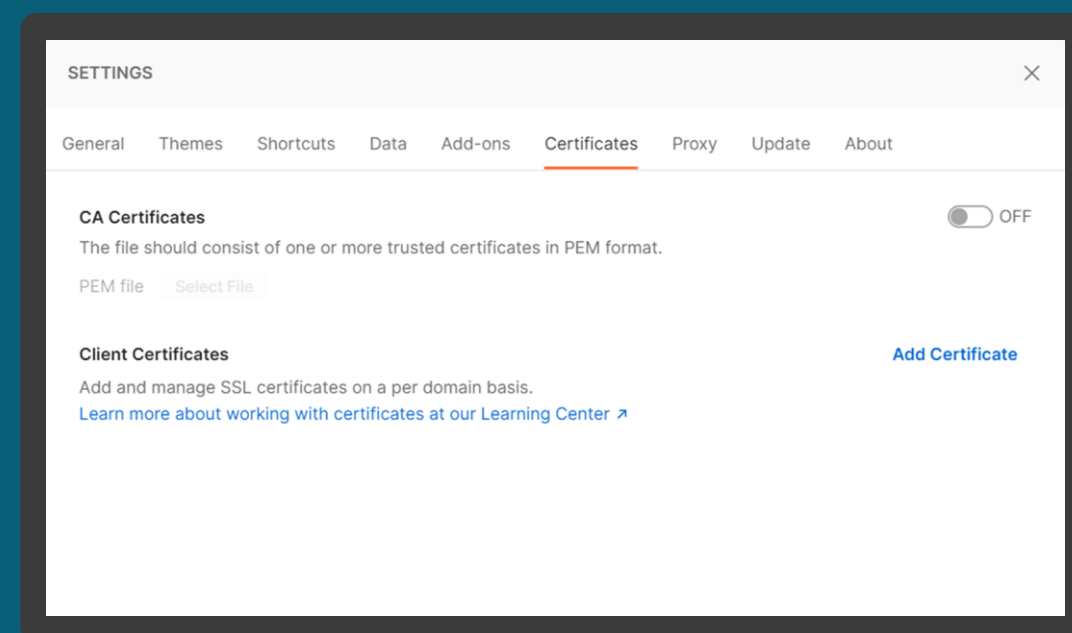 SETTINGS
General Themes Shortcuts Data Add-ons Certificates Proxy Update About
CA Certificates OFF
The file should consist of one or more trusted certificates in PEM format.
PEM file Select File
Client Certificates Add Certificate
Add and manage SSL certificates on a per domain basis.
Learn more about working with certificates at our Learning Center ↗